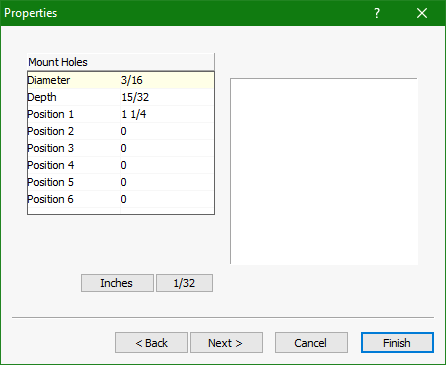 Properties ? ×
Mount Holes
Diameter 3/16
Depth 15/32
Position 1 1 1/4
Position 2 0
Position 3 0
Position 4 0
Position 5 0
Position 6 0
Inches 1/32
< Back Next > Cancel Finish